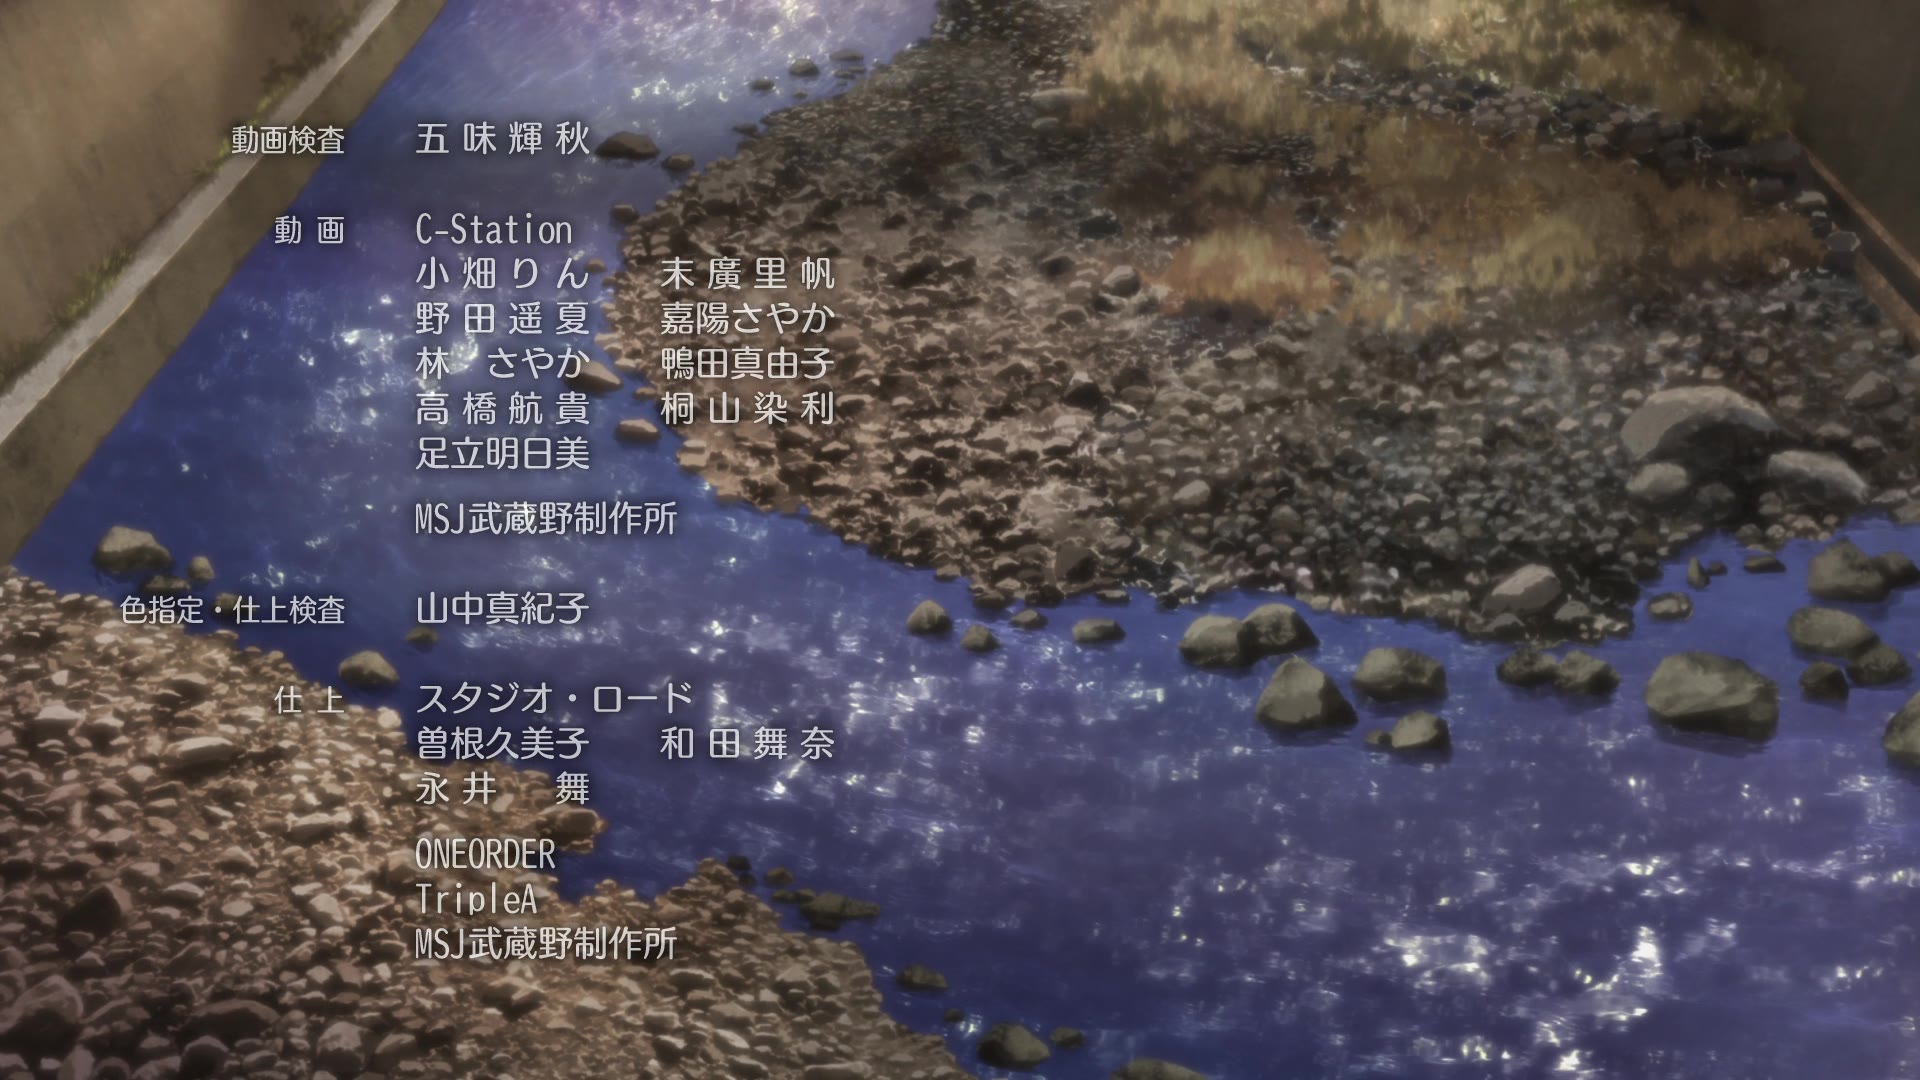 動画検査 五味輝秋
動画 C-Station
小畑りん 末廣里帆
野田遥夏 嘉陽さやか
林 さやか 鴨田真由子
高橋航貴 桐山染利
足立明日美
MSJ武蔵野制作所
色指定・仕上検査 山中真紀子
仕上 スタジオ・ロード
曽根久美子 和田舞奈
永井 舞
ONEORDER
TripleA
MSJ武蔵野制作所